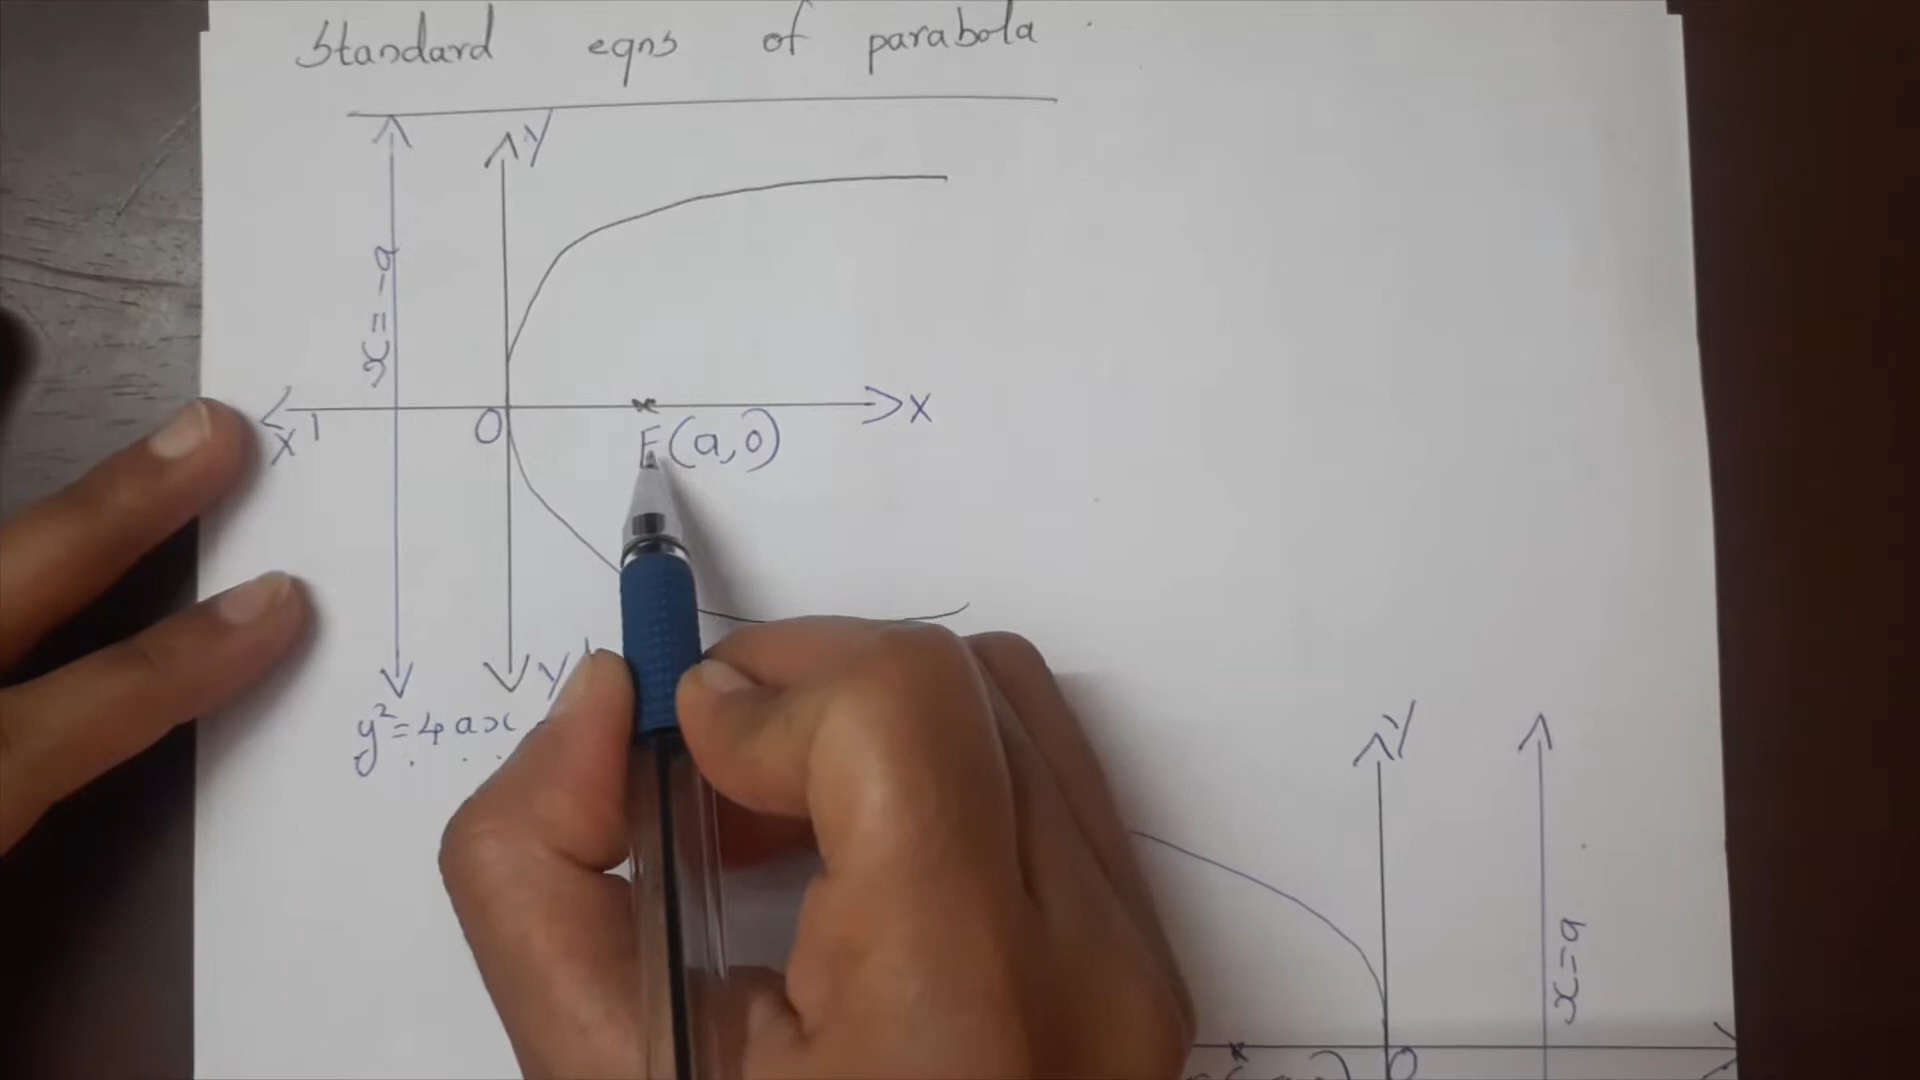 Standard eqns of parabola
Y
x = -a
X'
O
X
F(a,0)
Y'
y²=4ax
Y
x=a
O